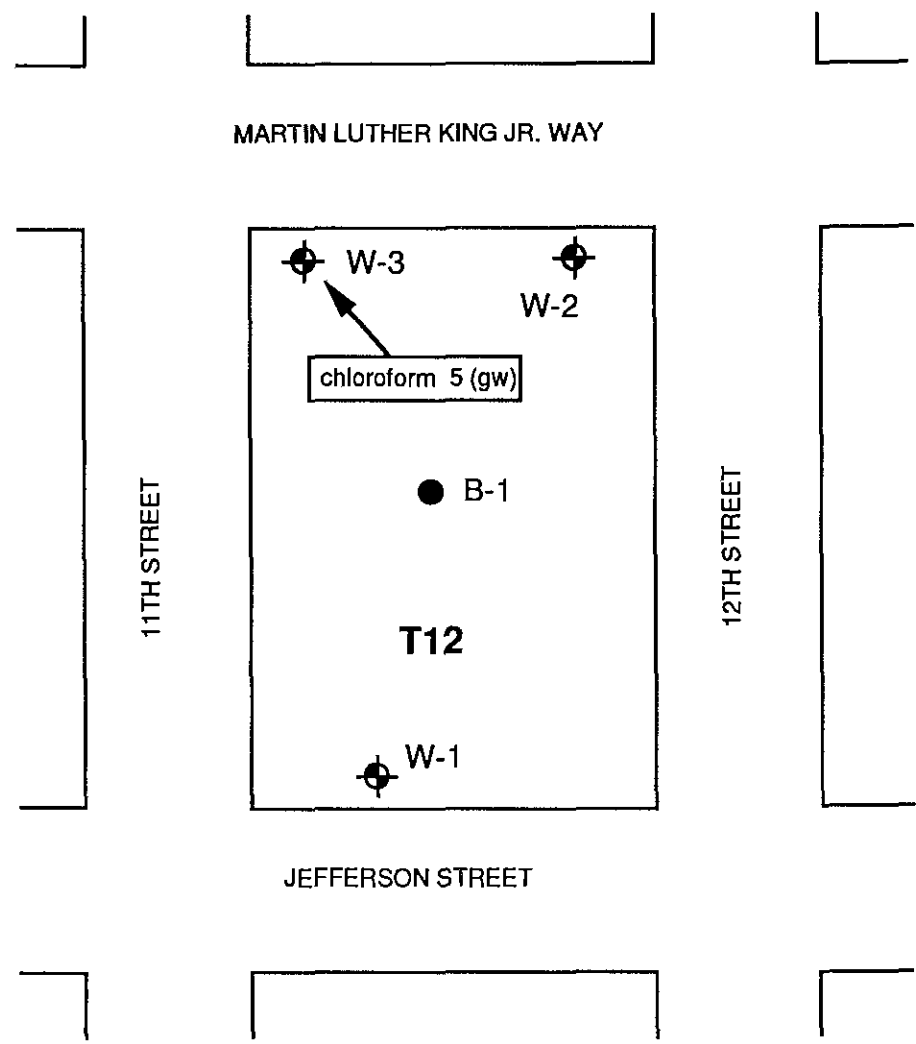 MARTIN LUTHER KING JR. WAY
W-3
W-2
chloroform 5 (gw)
B-1
11TH STREET
12TH STREET
T12
W-1
JEFFERSON STREET